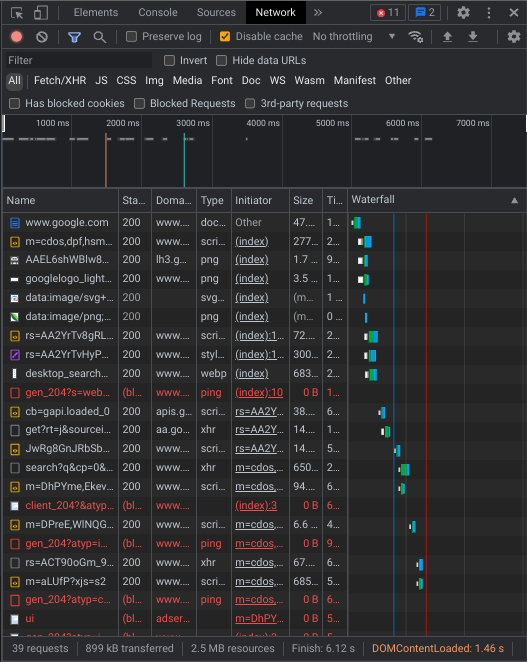 Elements Console Sources Network » 11 2
Preserve log Disable cache No throttling
Filter Invert Hide data URLs
All Fetch/XHR JS CSS Img Media Font Doc WS Wasm Manifest Other
Has blocked cookies Blocked Requests 3rd-party requests
1000 ms 2000 ms 3000 ms 4000 ms 5000 ms 6000 ms 7000 ms
Name Sta... Doma... Type Initiator Size Ti... Waterfall
www.google.com 200 www.... doc... Other 47.... 1...
m=cdos,dpf,hsm... 200 www.... scri... (index) 277... 2...
AAEL6shWBIw8... 200 lh3.g... png (index) 1.7 ... 9...
googlelogo_light... 200 www.... png (index) 3.5 ... 1...
data:image/svg+... 200 svg... (index) (m... 1 ...
data:image/png;... 200 png (index) (m... 0 ...
rs=AA2YrTv8gRL... 200 www.... scri... (index):1... 72.... 2...
rs=AA2YrTvHyP... 200 www.... styl... (index):1... 300... 2...
desktop_search... 200 www.... webp (index):1... 683... 2...
gen_204?s=web... (bl... www.... ping (index):10 0 B 1...
cb=gapi.loaded_0 200 apis.g... scri... rs=AA2Y... 38.... 6...
get?rt=j&sourcei... 200 aa.go... xhr rs=AA2Y... 14.... 1...
JwRg8GnJRbSb... 200 www.... scri... rs=AA2Y... 14.... 5...
search?q&cp=0&... 200 www.... xhr m=cdos,... 650... 2...
m=DhPYme,Ekev... 200 www.... scri... m=cdos,... 94.... 6...
client_204?&atyp... (bl... www.... (index):3 0 B 6...
m=DPreE,WlNQG... 200 www.... scri... m=cdos,... 6.6 ... 4...
gen_204?atyp=i... (bl... www.... ping m=cdos,... 0 B 9...
rs=ACT90oGm_9... 200 www.... xhr m=cdos,... 67.... 6...
m=aLUfP?xjs=s2 200 www.... scri... m=cdos,... 685... 5...
gen_204?atyp=c... (bl... www.... ping m=cdos,... 0 B 6...
ui (bl... adser... m=DhPY... 0 B 5...
39 requests 899 kB transferred 2.5 MB resources Finish: 6.12 s DOMContentLoaded: 1.46 s